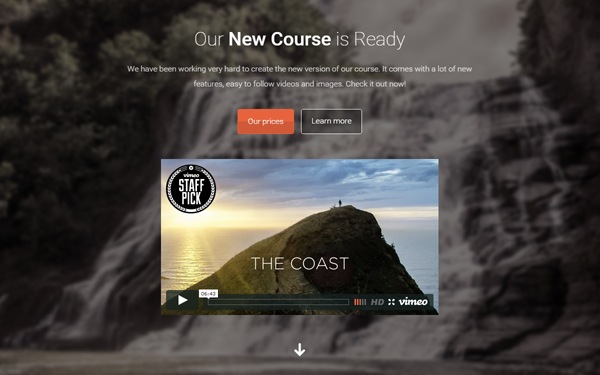 Our New Course is Ready
We have been working very hard to create the new version of our course. It comes with a lot of new
features, easy to follow videos and images. Check it out now!
Our prices Learn more
vimeo
STAFF
PICK
THE COAST
06:43
HD vimeo